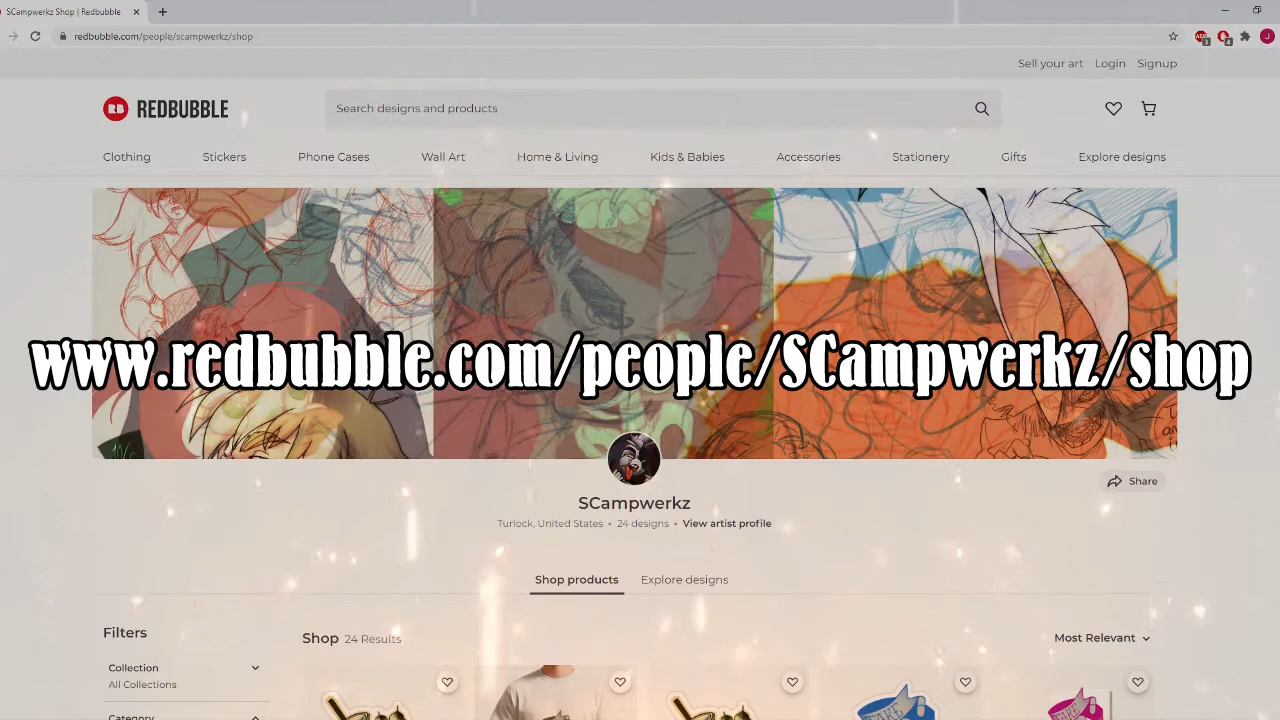 SCampwerkz Shop | Redbubble
redbubble.com/people/scampwerkz/shop
Sell your art Login Signup
RB REDBUBBLE
Search designs and products
Clothing Stickers Phone Cases Wall Art Home & Living Kids & Babies Accessories Stationery Gifts Explore designs
www.redbubble.com/people/SCampwerkz/shop
Share
SCampwerkz
Turlock, United States • 24 designs • View artist profile
Shop products Explore designs
Filters
Shop 24 Results
Most Relevant
Collection
All Collections
Category
TAKE